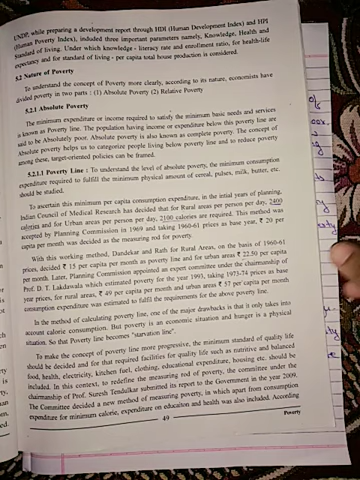 UNDP, while preparing a development report through HDI (Human Development Index) and HPI
(Human Poverty Index), included three important parameters namely, Knowledge, Health and
Standard of living. Under which knowledge - literacy rate and enrollment ratio, for health-life
expectancy and for standard of living - per capita total house production is considered.
5.2 Nature of Poverty
To understand the concept of Poverty more clearly, according to its nature, economists have
divided poverty in two parts : (1) Absolute Poverty (2) Relative Poverty
5.2.1 Absolute Poverty
The minimum expenditure or income required to satisfy the minimum basic needs and services
is known as Poverty line. The population having income or expenditure below this poverty line are
said to be Absolutely poor. Absolute poverty is also known as complete poverty. The concept of
Absolute poverty helps us to categorize people living below poverty line and to reduce poverty
among these, target-oriented policies can be framed.
5.2.1.1 Poverty Line : To understand the level of absolute poverty, the minimum consumption
expenditure required to fulfill the minimum physical amount of cereal, pulses, milk, butter, etc.
should be studied.
To ascertain this minimum per capita consumption expenditure, in the intial years of planning,
Indian Council of Medical Research has decided that for Rural areas per person per day, 2400
calories and for Urban areas per person per day, 2100 calories are required. This method was
accepted by Planning Commission in 1969 and taking 1960-61 prices as base year, ₹ 20 per
capita per month was decided as the measuring rod for poverty.
With this working method, Dandekar and Rath for Rural Areas, on the basis of 1960-61
prices, decided ₹ 15 per capita per month as poverty line and for urban areas ₹ 22.50 per capita
per month. Later, Planning Commission appointed an expert committee under the chairmanship of
Prof. D. T. Lakdawala which estimated poverty for the year 1993, taking 1973-74 prices as base
year prices, for rural areas, ₹ 49 per capita per month and urban areas ₹ 57 per capita per month
consumption expenditure was estimated to fulfil the requirements for the above poverty line.
In the method of calculating poverty line, one of the major drawbacks is that it only takes into
account calorie consumption. But poverty is an economic situation and hunger is a physical
situation. So that Poverty line becomes "starvation line".
To make the concept of poverty line more progressive, the minimum standard of quality life
should be decided and for that required facilities for quality life such as nutritive and balanced
food, health, electricity, kitchen fuel, clothing, educational expenditure, housing etc. should be
included. In this context, to redefine the measuring rod of poverty, the committee under the
chairmanship of Prof. Suresh Tendulkar submitted its report to the Government in the year 2009.
The Committee decided a new method of measuring poverty, in which apart from consumption
expenditure for minimum calorie, expenditure on educaiton and health was also included. According
49
Poverty